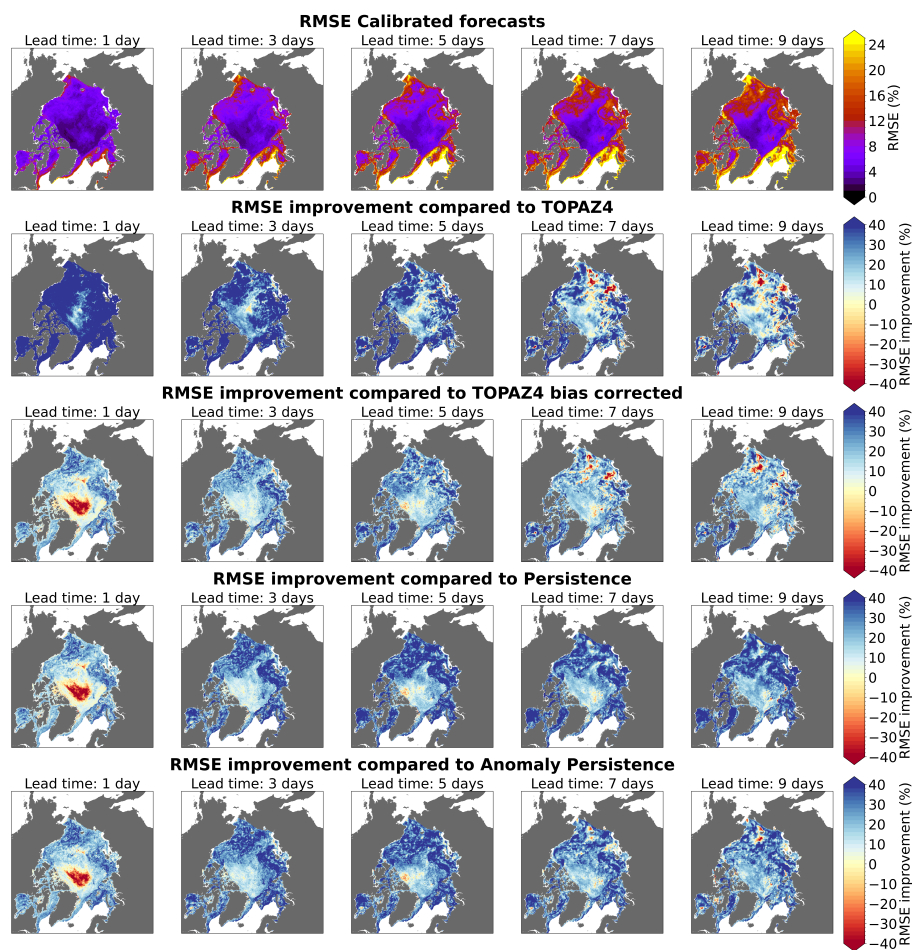 RMSE Calibrated forecasts
Lead time: 1 day
Lead time: 3 days
Lead time: 5 days
Lead time: 7 days
Lead time: 9 days
24
20
16
12
8
4
0
RMSE (%)
RMSE improvement compared to TOPAZ4
Lead time: 1 day
Lead time: 3 days
Lead time: 5 days
Lead time: 7 days
Lead time: 9 days
40
30
20
10
0
−10
−20
−30
−40
RMSE improvement (%)
RMSE improvement compared to TOPAZ4 bias corrected
Lead time: 1 day
Lead time: 3 days
Lead time: 5 days
Lead time: 7 days
Lead time: 9 days
40
30
20
10
0
−10
−20
−30
−40
RMSE improvement (%)
RMSE improvement compared to Persistence
Lead time: 1 day
Lead time: 3 days
Lead time: 5 days
Lead time: 7 days
Lead time: 9 days
40
30
20
10
0
−10
−20
−30
−40
RMSE improvement (%)
RMSE improvement compared to Anomaly Persistence
Lead time: 1 day
Lead time: 3 days
Lead time: 5 days
Lead time: 7 days
Lead time: 9 days
40
30
20
10
0
−10
−20
−30
−40
RMSE improvement (%)